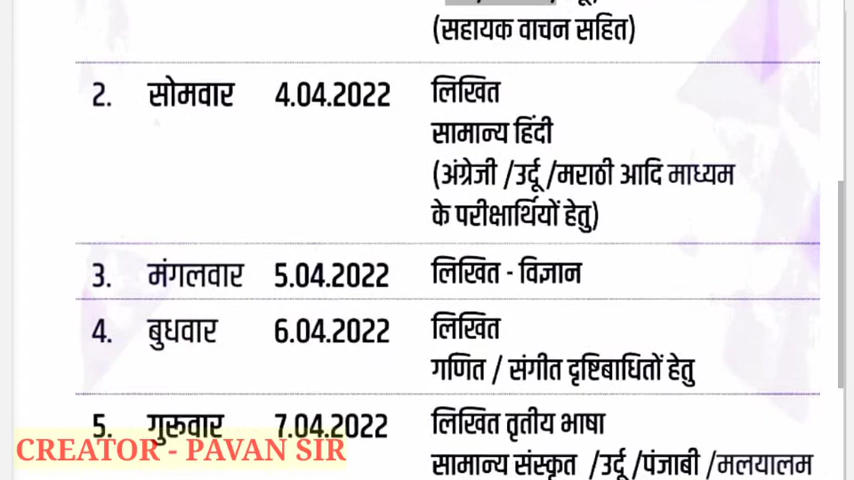 (सहायक वाचन सहित)
2. सोमवार 4.04.2022 लिखित
सामान्य हिंदी
(अंग्रेजी /उर्दू /मराठी आदि माध्यम
के परीक्षार्थियों हेतु)
3. मंगलवार 5.04.2022 लिखित - विज्ञान
4. बुधवार 6.04.2022 लिखित
गणित / संगीत दृष्टिबाधितों हेतु
5. गुरूवार 7.04.2022 लिखित तृतीय भाषा
CREATOR - PAVAN SIR
सामान्य संस्कृत /उर्दू /पंजाबी /मलयालम